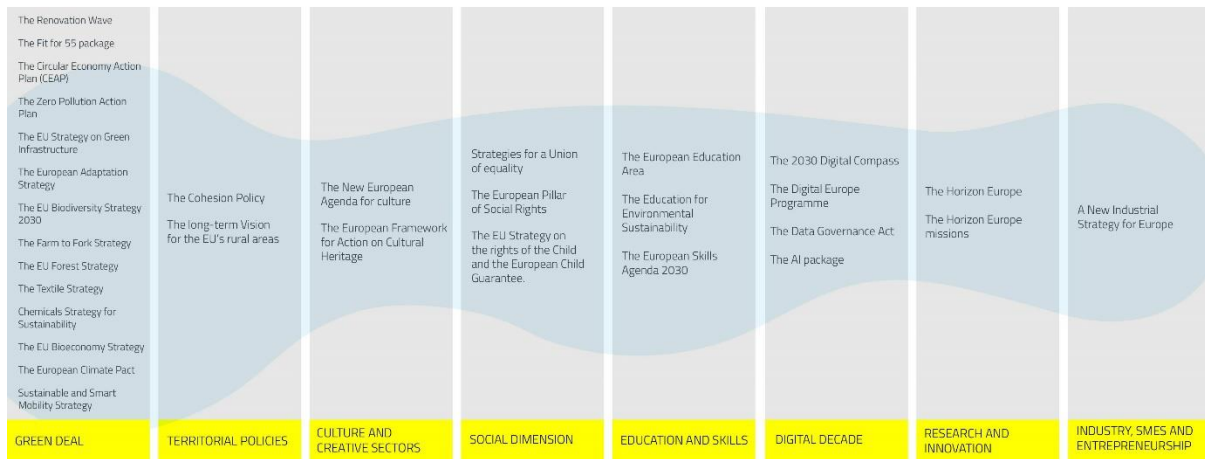 The Renovation Wave
The Fit for 55 package
The Circular Economy Action
Plan (CEAP)
The Zero Pollution Action
Plan
The EU Strategy on Green
Infrastructure
The European Adaptation
Strategy
The EU Biodiversity Strategy
2030
The Farm to Fork Strategy
The EU Forest Strategy
The Textile Strategy
Chemicals Strategy for
Sustainability
The EU Bioeconomy Strategy
The European Climate Pact
Sustainable and Smart
Mobility Strategy
GREEN DEAL
The Cohesion Policy
The long-term Vision
for the EU's rural areas
TERRITORIAL POLICIES
The New European
Agenda for culture
The European Framework
for Action on Cultural
Heritage
CULTURE AND
CREATIVE SECTORS
Strategies for a Union
of equality
The European Pillar
of Social Rights
The EU Strategy on
the rights of the Child
and the European Child
Guarantee.
SOCIAL DIMENSION
The European Education
Area
The Education for
Environmental
Sustainability
The European Skills
Agenda 2030
EDUCATION AND SKILLS
The 2030 Digital Compass
The Digital Europe
Programme
The Data Governance Act
The AI package
DIGITAL DECADE
The Horizon Europe
The Horizon Europe
missions
RESEARCH AND
INNOVATION
A New Industrial
Strategy for Europe
INDUSTRY, SMES AND
ENTREPRENEURSHIP